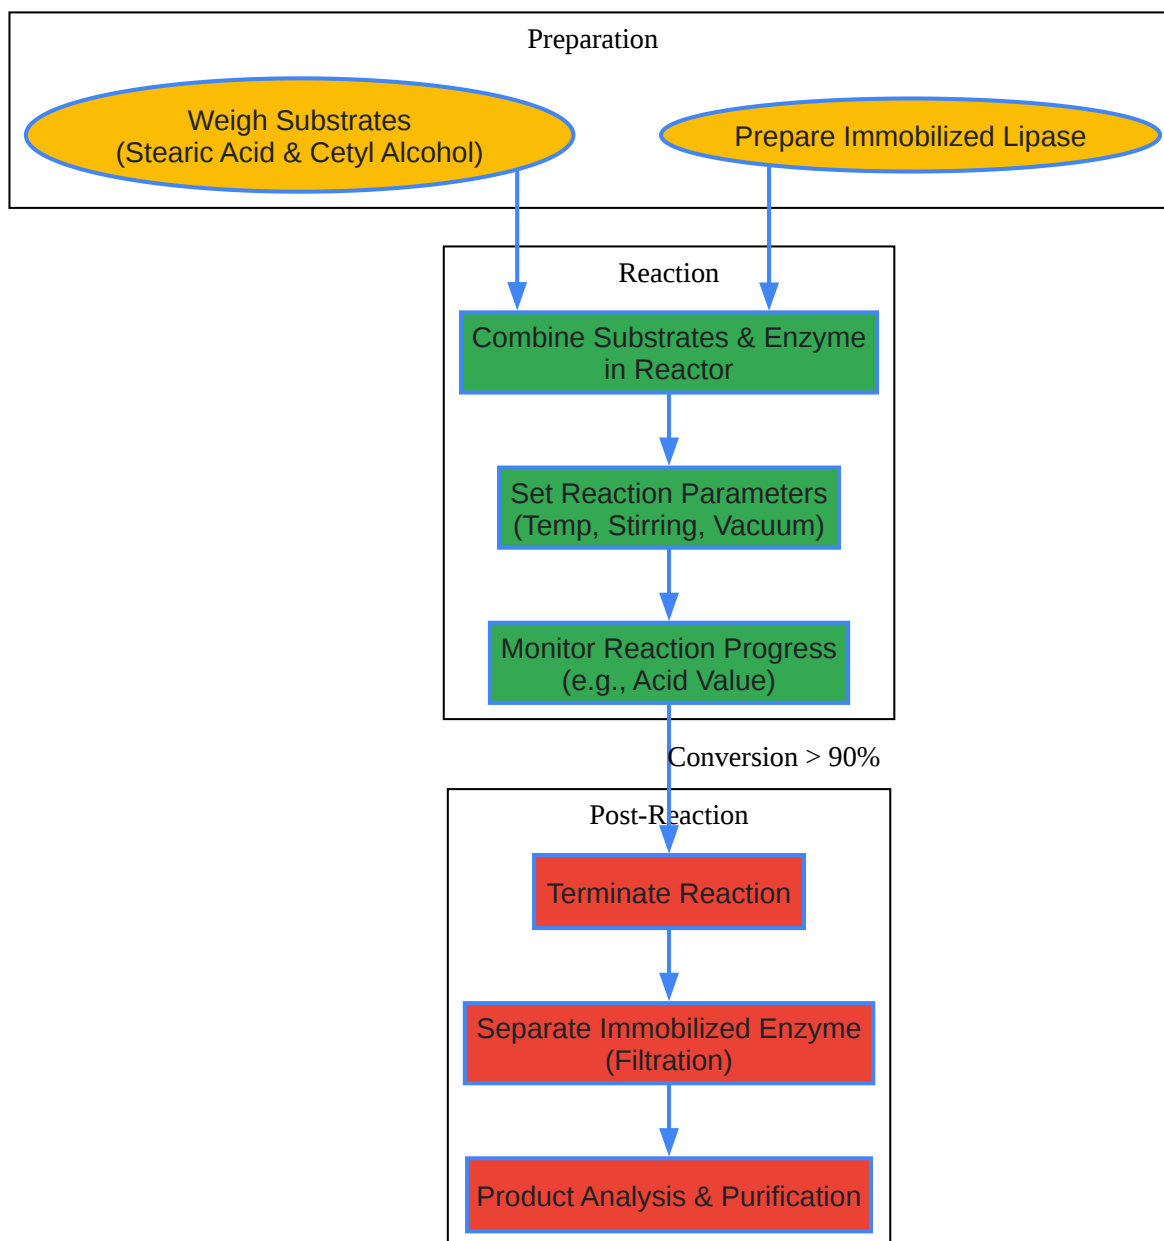 Preparation
Weigh Substrates
(Stearic Acid & Cetyl Alcohol)
Prepare Immobilized Lipase
Reaction
Combine Substrates & Enzyme
in Reactor
Set Reaction Parameters
(Temp, Stirring, Vacuum)
Monitor Reaction Progress
(e.g., Acid Value)
Conversion > 90%
Post-Reaction
Terminate Reaction
Separate Immobilized Enzyme
(Filtration)
Product Analysis & Purification